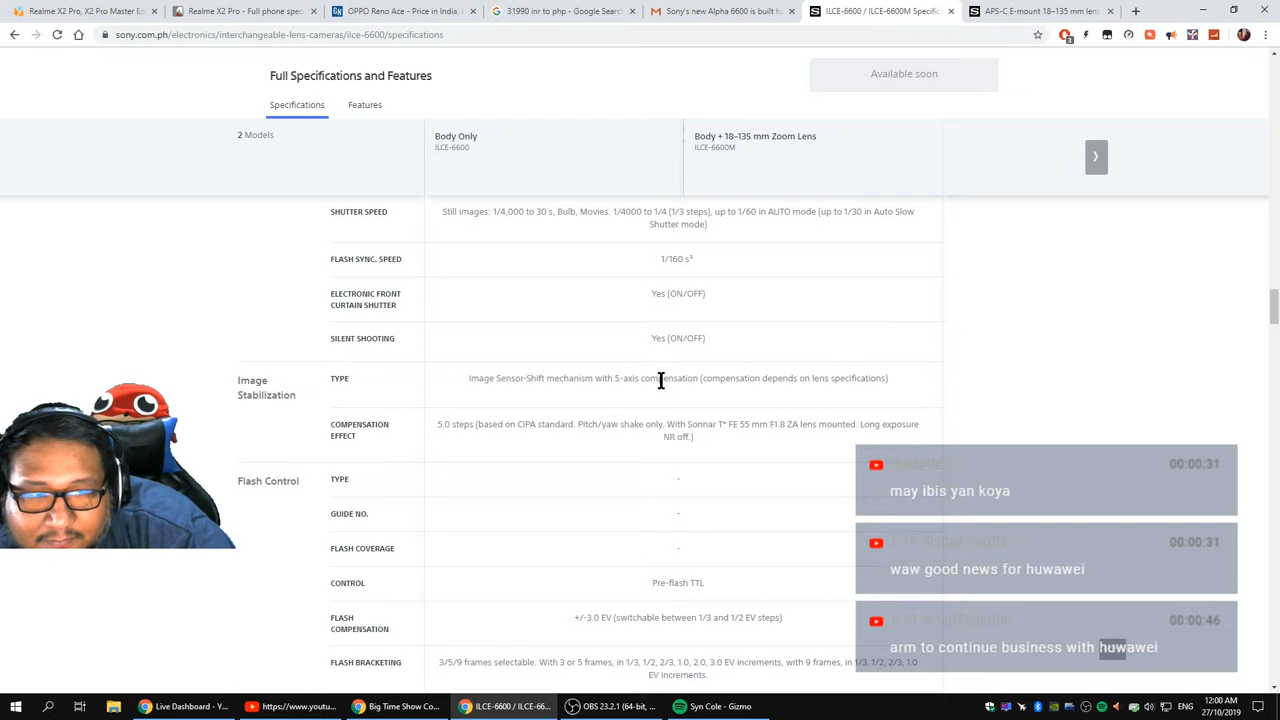 Realme X2 Pro Master Edi
Realme X2 Pro - Full phone sp
OPPO Reno Ace - Price in India,
31990 inr to php - Google Searc
Sony's new Alpha 6600 is built f
ILCE-6600 / ILCE-6600M Specific
APS-C E-mount 18–135 mm lens
sony.com.ph/electronics/interchangeable-lens-cameras/ilce-6600/specifications
3
Full Specifications and Features
Available soon
Specifications
Features
2 Models
Body Only
ILCE-6600
Body + 18–135 mm Zoom Lens
ILCE-6600M
SHUTTER SPEED
Still images: 1/4,000 to 30 s, Bulb, Movies: 1/4000 to 1/4 (1/3 steps), up to 1/60 in AUTO mode (up to 1/30 in Auto Slow
Shutter mode)
FLASH SYNC. SPEED
1/160 s³
ELECTRONIC FRONT
CURTAIN SHUTTER
Yes (ON/OFF)
SILENT SHOOTING
Yes (ON/OFF)
Image
Stabilization
TYPE
Image Sensor-Shift mechanism with 5-axis compensation (compensation depends on lens specifications)
COMPENSATION
EFFECT
5.0 steps (based on CIPA standard. Pitch/yaw shake only. With Sonnar T* FE 55 mm F1.8 ZA lens mounted. Long exposure
NR off.)
Flash Control
TYPE
-
GUIDE NO.
-
FLASH COVERAGE
-
CONTROL
Pre-flash TTL
FLASH
COMPENSATION
+/-3.0 EV (switchable between 1/3 and 1/2 EV steps)
FLASH BRACKETING
3/5/9 frames selectable. With 3 or 5 frames, in 1/3, 1/2, 2/3, 1.0, 2.0, 3.0 EV increments, with 9 frames, in 1/3, 1/2, 2/3, 1.0
EV increments.
00:00:31
may ibis yan koya
00:00:31
waw good news for huwawei
00:00:46
arm to continue business with huwawei
Live Dashboard - Y...
https://www.youtu...
Big Time Show Co...
ILCE-6600 / ILCE-66...
OBS 23.2.1 (64-bit, ...
Syn Cole - Gizmo
12:00 AM
27/10/2019